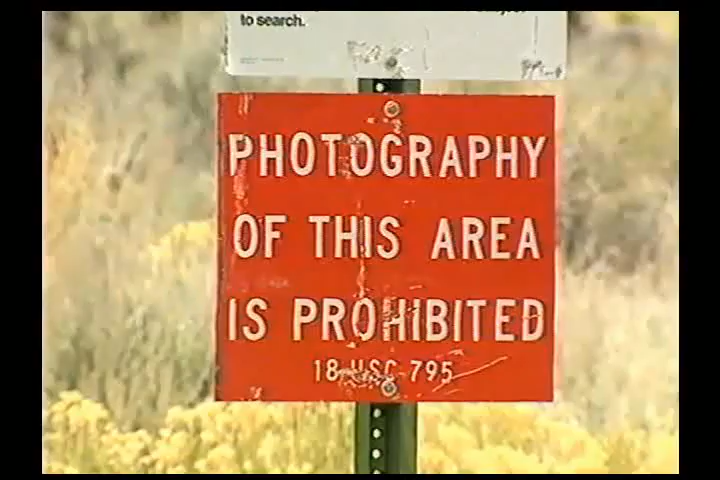 to search.
PHOTOGRAPHY
OF THIS AREA
IS PROHIBITED
18 USC 795